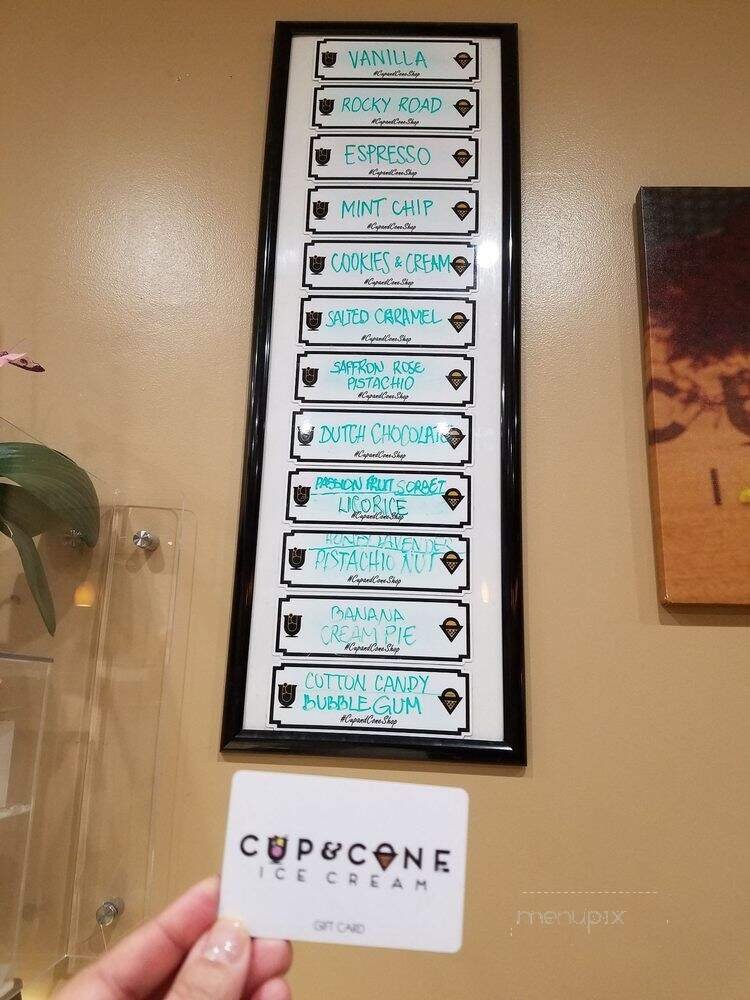 VANILLA
#CupandConeShop
ROCKY ROAD
#CupandConeShop
ESPRESSO
#CupandConeShop
MINT CHIP
#CupandConeShop
COOKIES & CREAM
#CupandConeShop
SALTED CARAMEL
#CupandConeShop
SAFFRON ROSE
PISTACHIO
#CupandConeShop
DUTCH CHOCOLATE
#CupandConeShop
PASSION FRUIT SORBET
LICORICE
#CupandConeShop
HONEY LAVENDER
PISTACHIO NUT
#CupandConeShop
BANANA
CREAM PIE
#CupandConeShop
COTTON CANDY
BUBBLEGUM
#CupandConeShop
CUP&CONE
ICE CREAM
GIFT CARD
menupix